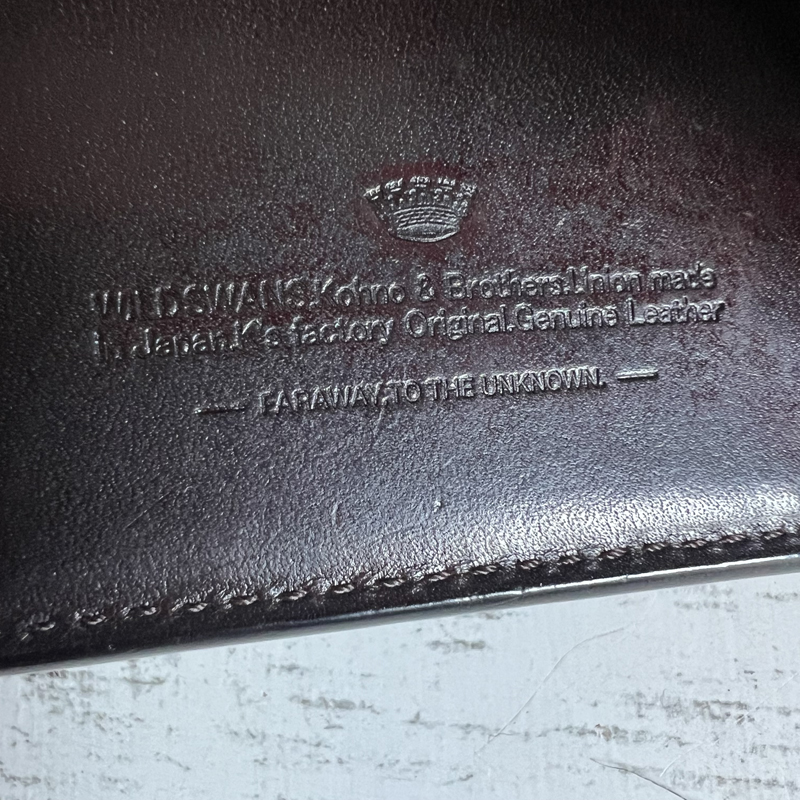 WILDSWANS.Kohno & Brothers.Union made
in Japan.K's factory Original.Genuine Leather
— FARAWAY,TO THE UNKNOWN. —